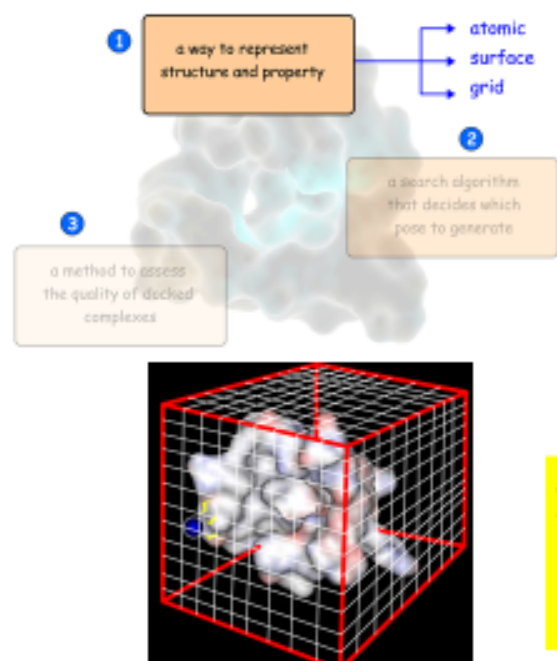 1
a way to represent
structure and property
atomic
surface
grid
2
a search algorithm
that decides which
pose to generate
3
a method to assess
the quality of docked
complexes